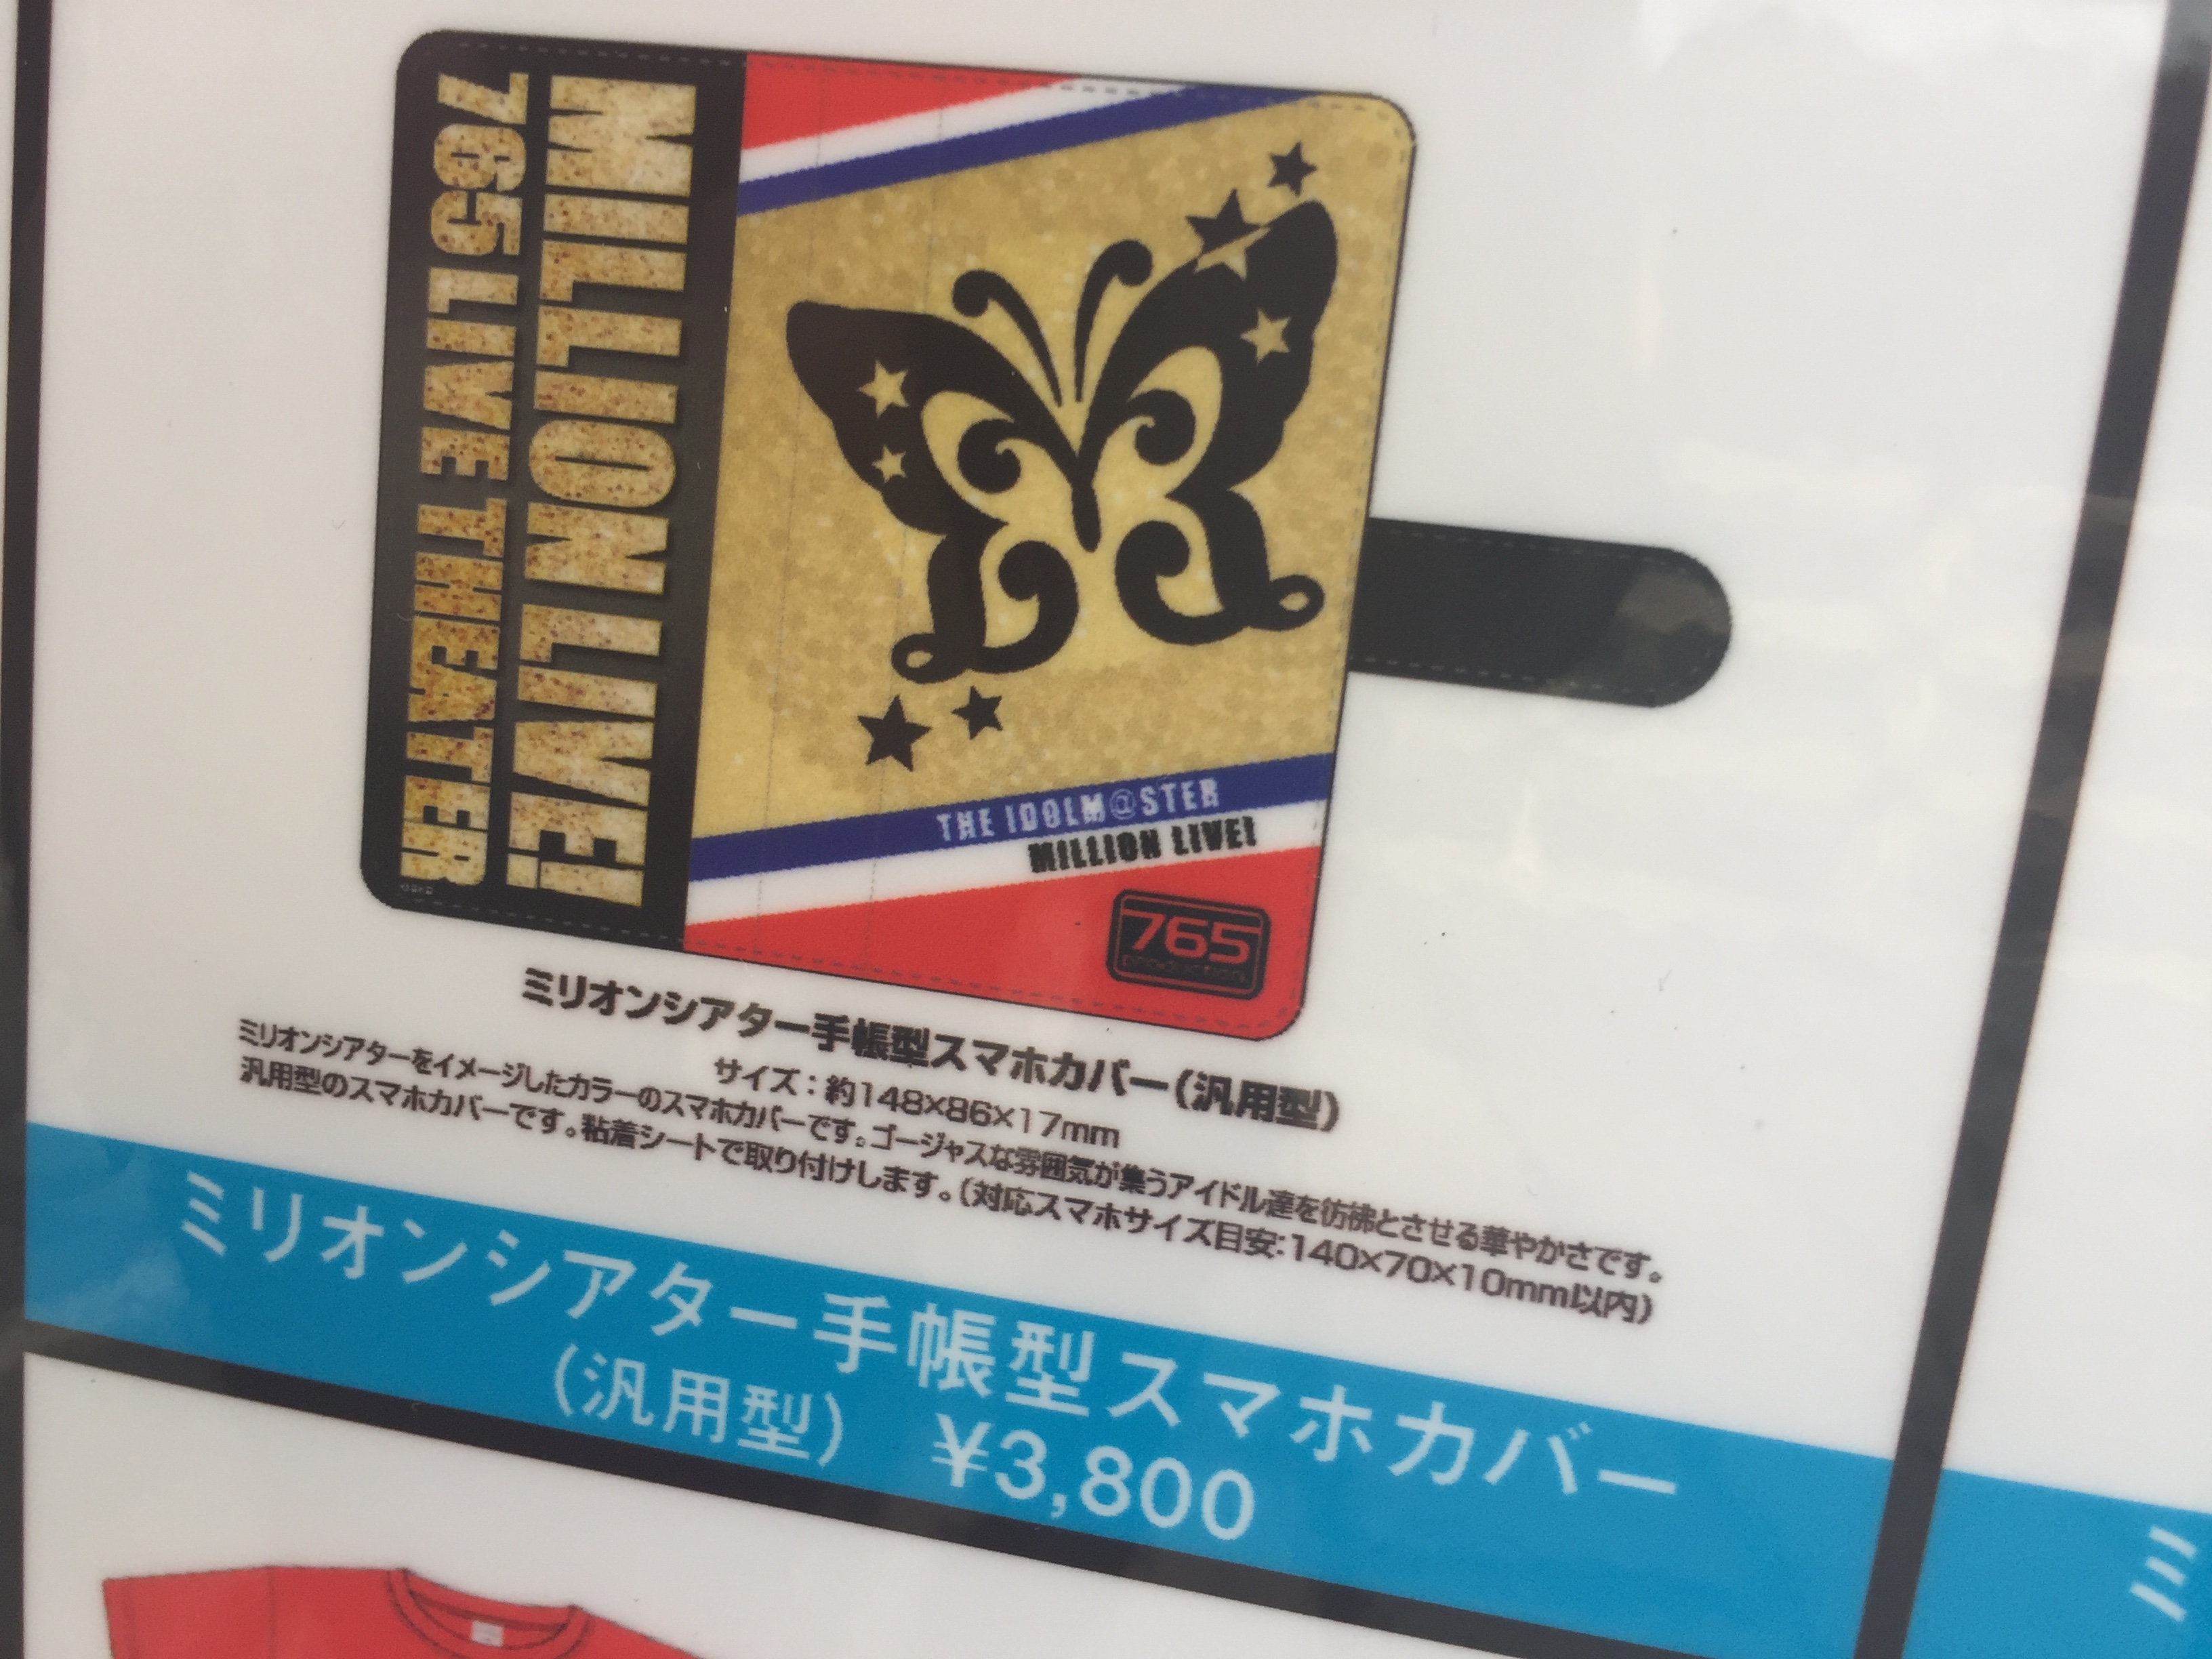 MILLION LIVE!
765 LIVE THEATER
THE IDOLM@STER
MILLION LIVE!
765
production
ミリオンシアター手帳型スマホカバー(汎用型)
サイズ：約148×86×17mm
ミリオンシアターをイメージしたカラーのスマホカバーです。ゴージャスな雰囲気が集うアイドル達を彷彿とさせる華やかさです。
汎用型のスマホカバーです。粘着シートで取り付けします。(対応スマホサイズ目安:140×70×10mm以内)
ミリオンシアター手帳型スマホカバー
(汎用型) ¥3,800
ミ